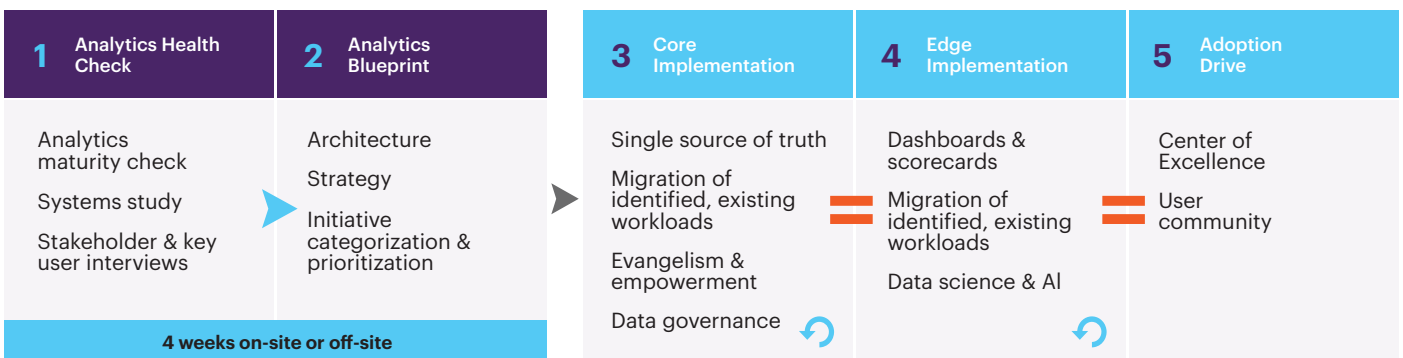 1
Analytics Health
Check
2
Analytics
Blueprint
3
Core
Implementation
4
Edge
Implementation
5
Adoption
Drive
Analytics
maturity check
Systems study
Stakeholder & key
user interviews
Architecture
Strategy
Initiative
categorization &
prioritization
4 weeks on-site or off-site
Single source of truth
Migration of
identified, existing
workloads
Evangelism &
empowerment
Data governance
Dashboards &
scorecards
Migration of
identified, existing
workloads
Data science & AI
Center of
Excellence
User
community